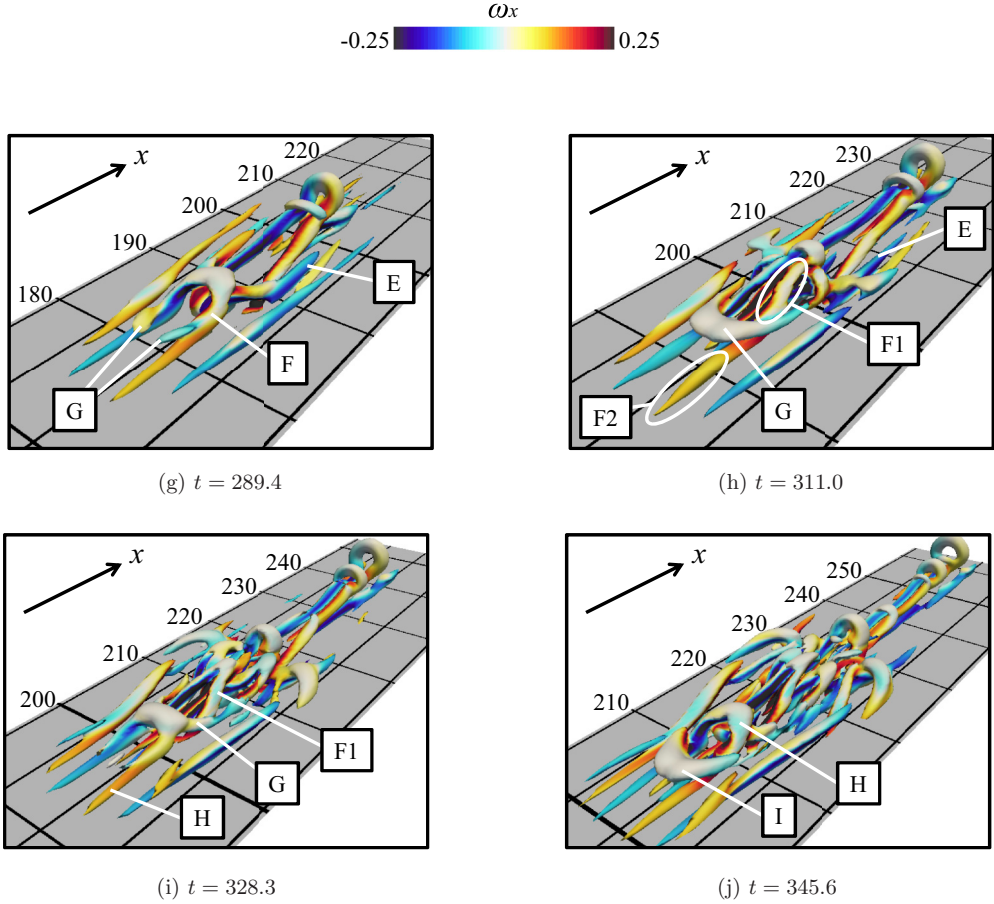 ωx
-0.25 0.25
x
220
210
200
190
180
E
F
G
(g) t = 289.4
x
230
220
210
200
E
F1
G
F2
(h) t = 311.0
x
240
230
220
210
200
F1
G
H
(i) t = 328.3
x
250
240
230
220
210
H
I
(j) t = 345.6